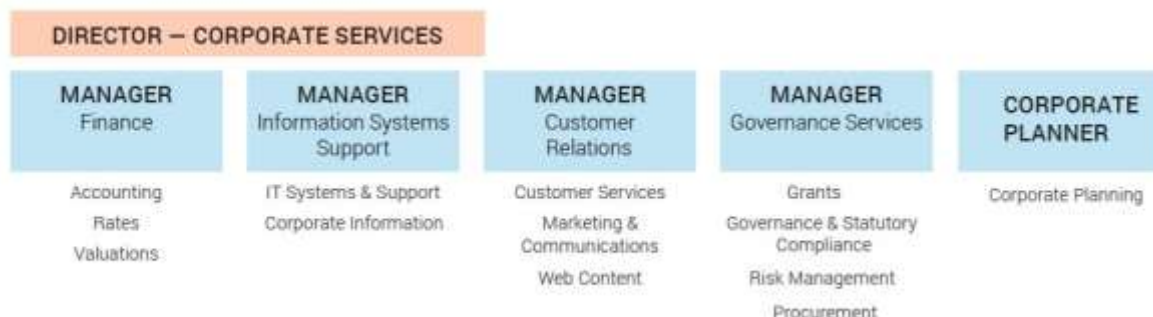 DIRECTOR — CORPORATE SERVICES
MANAGER
Finance
Accounting
Rates
Valuations
MANAGER
Information Systems
Support
IT Systems & Support
Corporate Information
MANAGER
Customer
Relations
Customer Services
Marketing &
Communications
Web Content
MANAGER
Governance Services
Grants
Governance & Statutory
Compliance
Risk Management
Procurement
CORPORATE
PLANNER
Corporate Planning